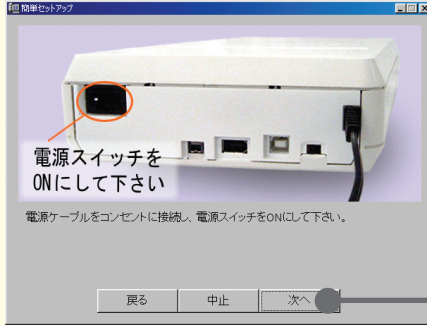 簡単セットアップ
電源スイッチを
ONにして下さい
電源ケーブルをコンセントに接続し、電源スイッチをONにして下さい。
戻る
中止
次へ